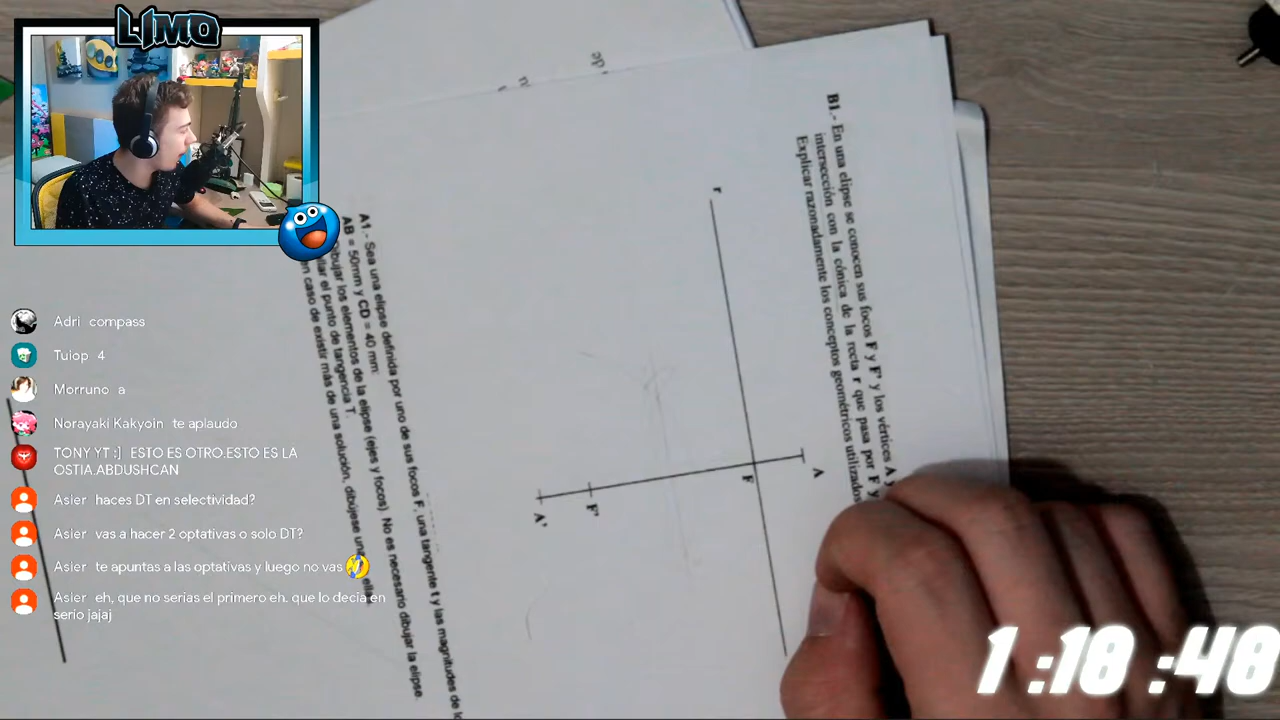 LIMO
de
B1.- En una elipse se conocen sus focos F y F' y los vértices A y
intersección con la cónica de la recta r que pasa por F y
Explicar razonadamente los conceptos geométricos utilizados
r
A
F
F'
A'
A1.- Sea una elipse definida por uno de sus focos F, una tangente t y las magnitudes de lo
AB = 50mm y CD = 40 mm:
Dibujar los elementos de la elipse (ejes y focos). No es necesario dibujar la elipse.
el punto de tangencia T.
en caso de existir más de una solución, dibújese una
Adri compass
Tulop 4
Morruno a
Norayaki Kakyoin te aplaudo
TONY YT :] ESTO ES OTRO.ESTO ES LA
OSTIA.ABDUSHCAN
Asier haces DT en selectividad?
Asier vas a hacer 2 optativas o solo DT?
Asier te apuntas a las optativas y luego no vas 🤣
Asier eh, que no serias el primero eh. que lo decia en
serio jajaj
1:18:48